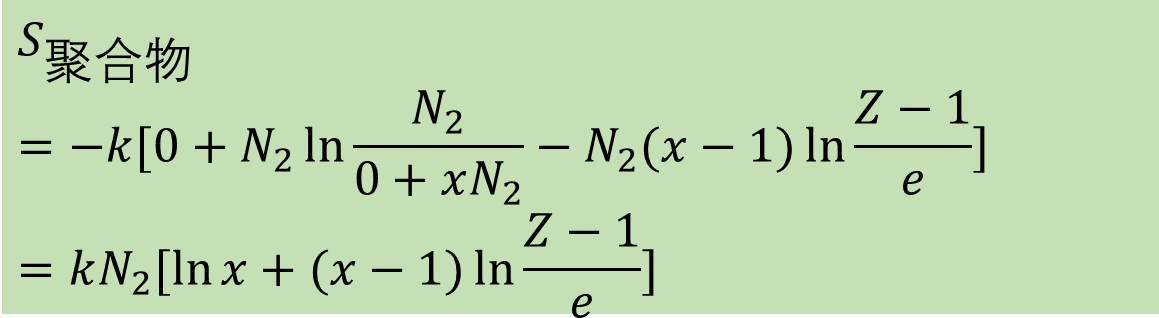 S聚合物
= −k[0 + N₂ ln N₂/(0 + xN₂) − N₂(x − 1) ln (Z − 1)/e]
= kN₂[ln x + (x − 1) ln (Z − 1)/e]